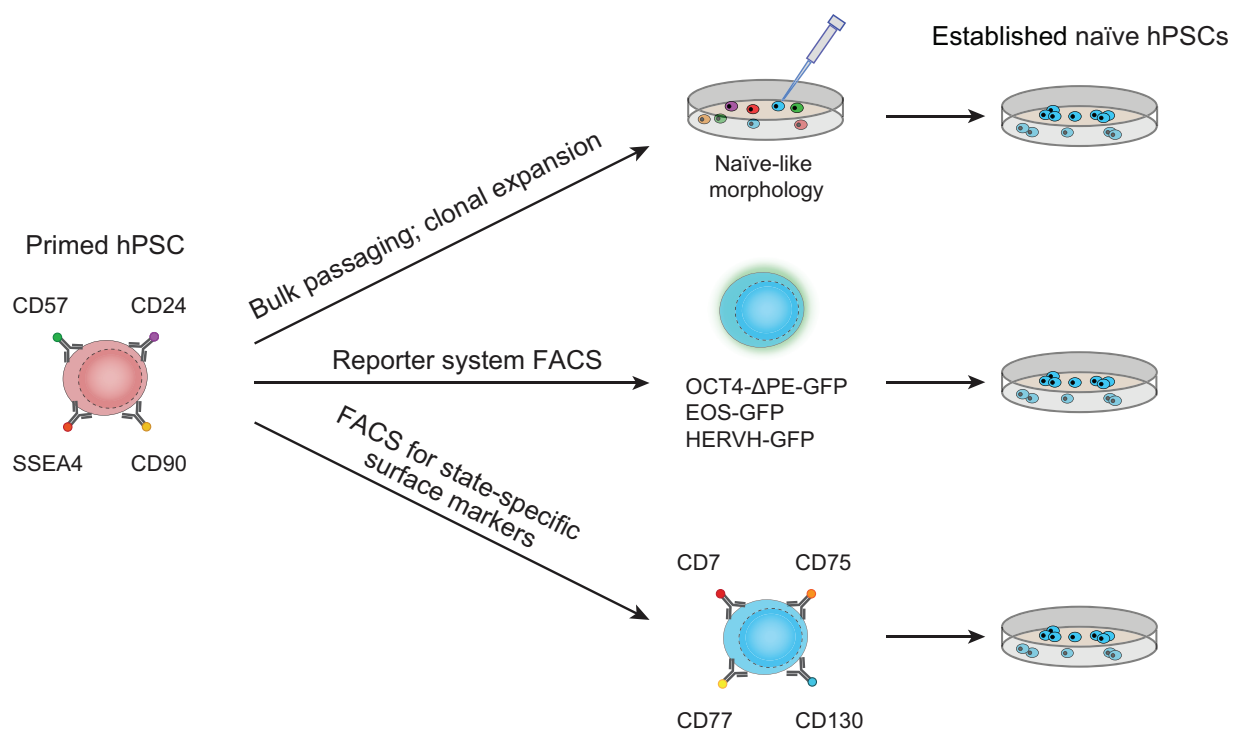 Established naïve hPSCs
Bulk passaging; clonal expansion
Naïve-like
morphology
Primed hPSC
CD57
CD24
SSEA4
CD90
Reporter system FACS
OCT4-ΔPE-GFP
EOS-GFP
HERVH-GFP
FACS for state-specific
surface markers
CD7
CD75
CD77
CD130